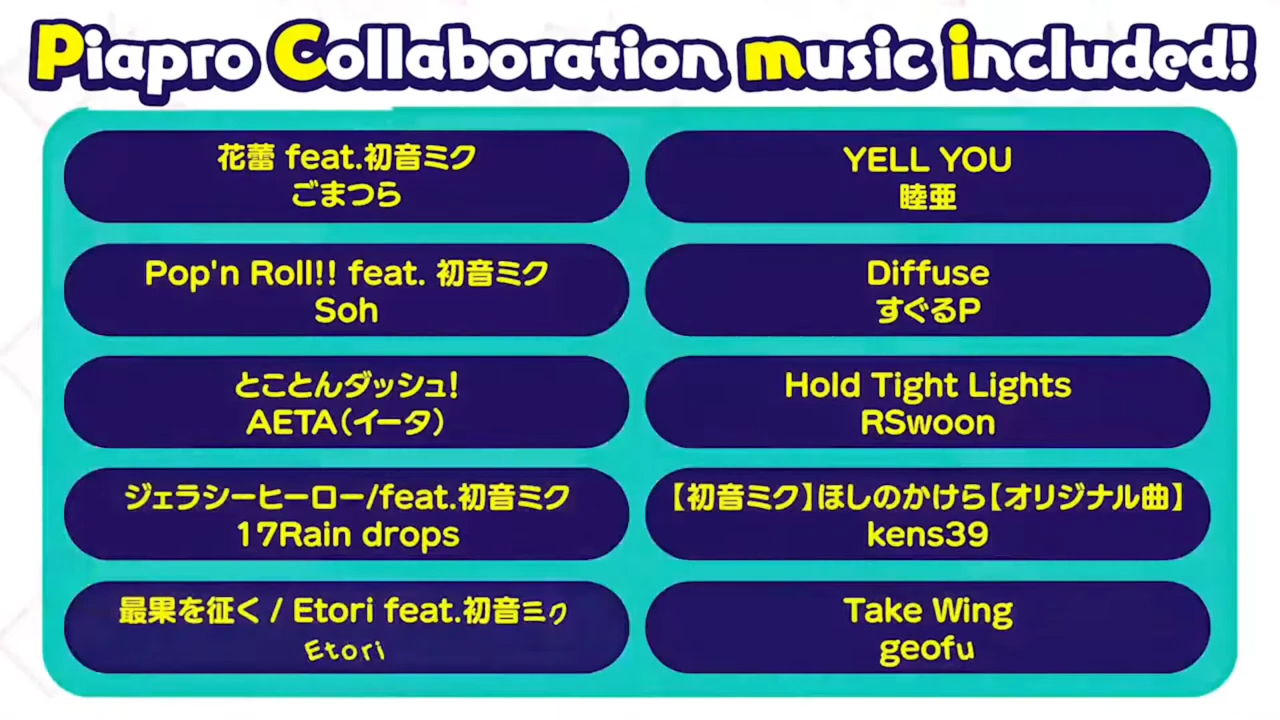 Piapro Collaboration music included!
花蕾 feat.初音ミク
ごまつら
YELL YOU
睦亜
Pop'n Roll!! feat. 初音ミク
Soh
Diffuse
すぐるP
とことんダッシュ!
AETA(イータ)
Hold Tight Lights
RSwoon
ジェラシーヒーロー/feat.初音ミク
17Rain drops
【初音ミク】ほしのかけら【オリジナル曲】
kens39
最果を征く / Etori feat.初音ミク
Etori
Take Wing
geofu